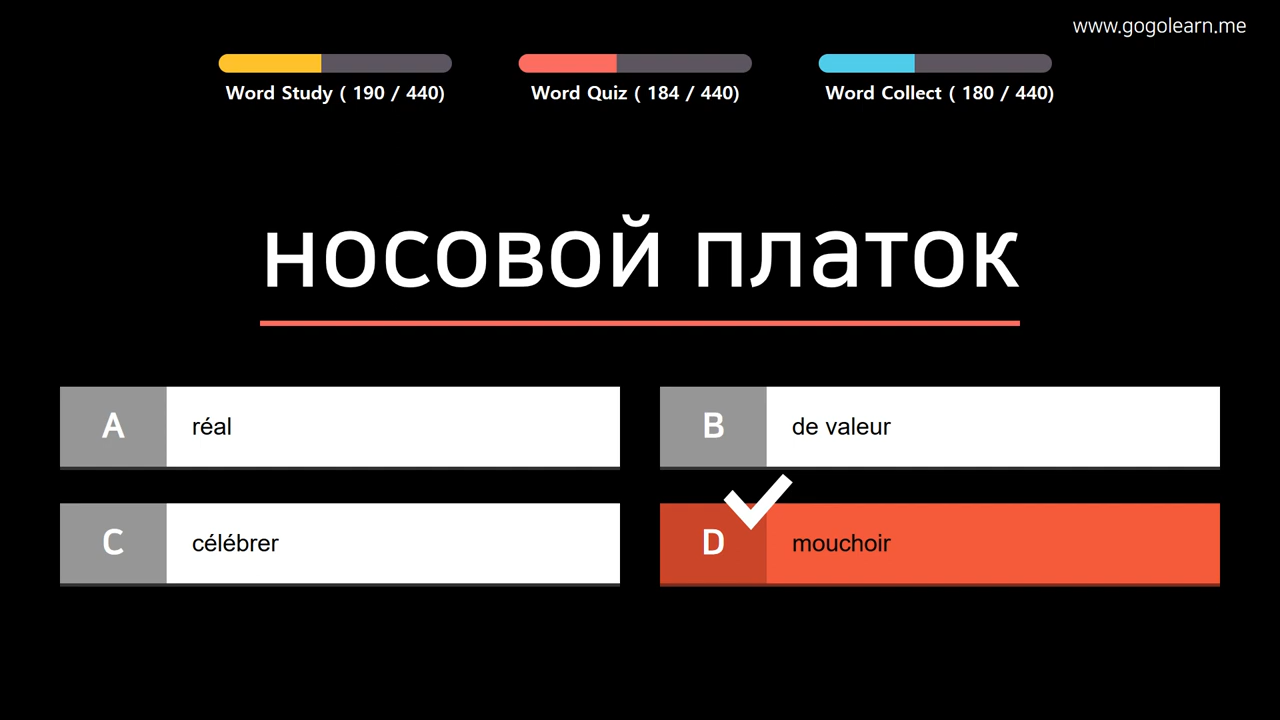 www.gogolearn.me
Word Study ( 190 / 440)
Word Quiz ( 184 / 440)
Word Collect ( 180 / 440)
носовой платок
A
réal
B
de valeur
C
célébrer
D
mouchoir